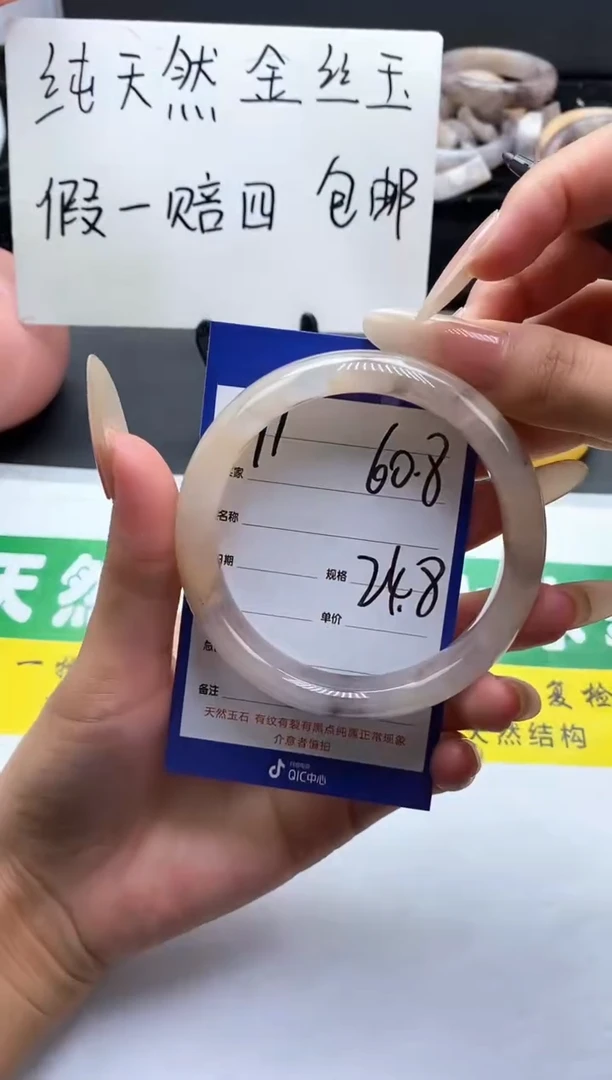 纯天然金丝玉
假一赔四 包邮
11
60.8
名称
规格 24.8
单价
备注
天然玉石 有纹有裂有黑点纯属正常现象
介意者慎拍
QIC中心
天然
复检
天然结构